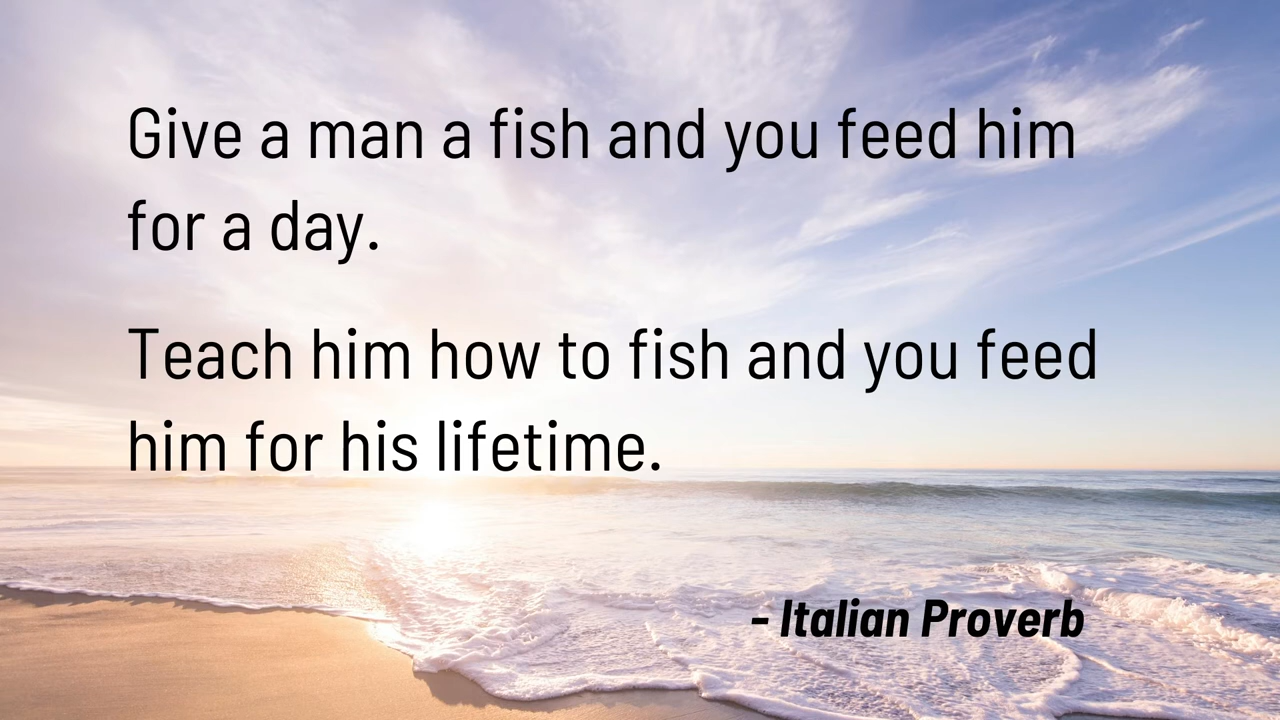 Give a man a fish and you feed him
for a day.
Teach him how to fish and you feed
him for his lifetime.
- Italian Proverb